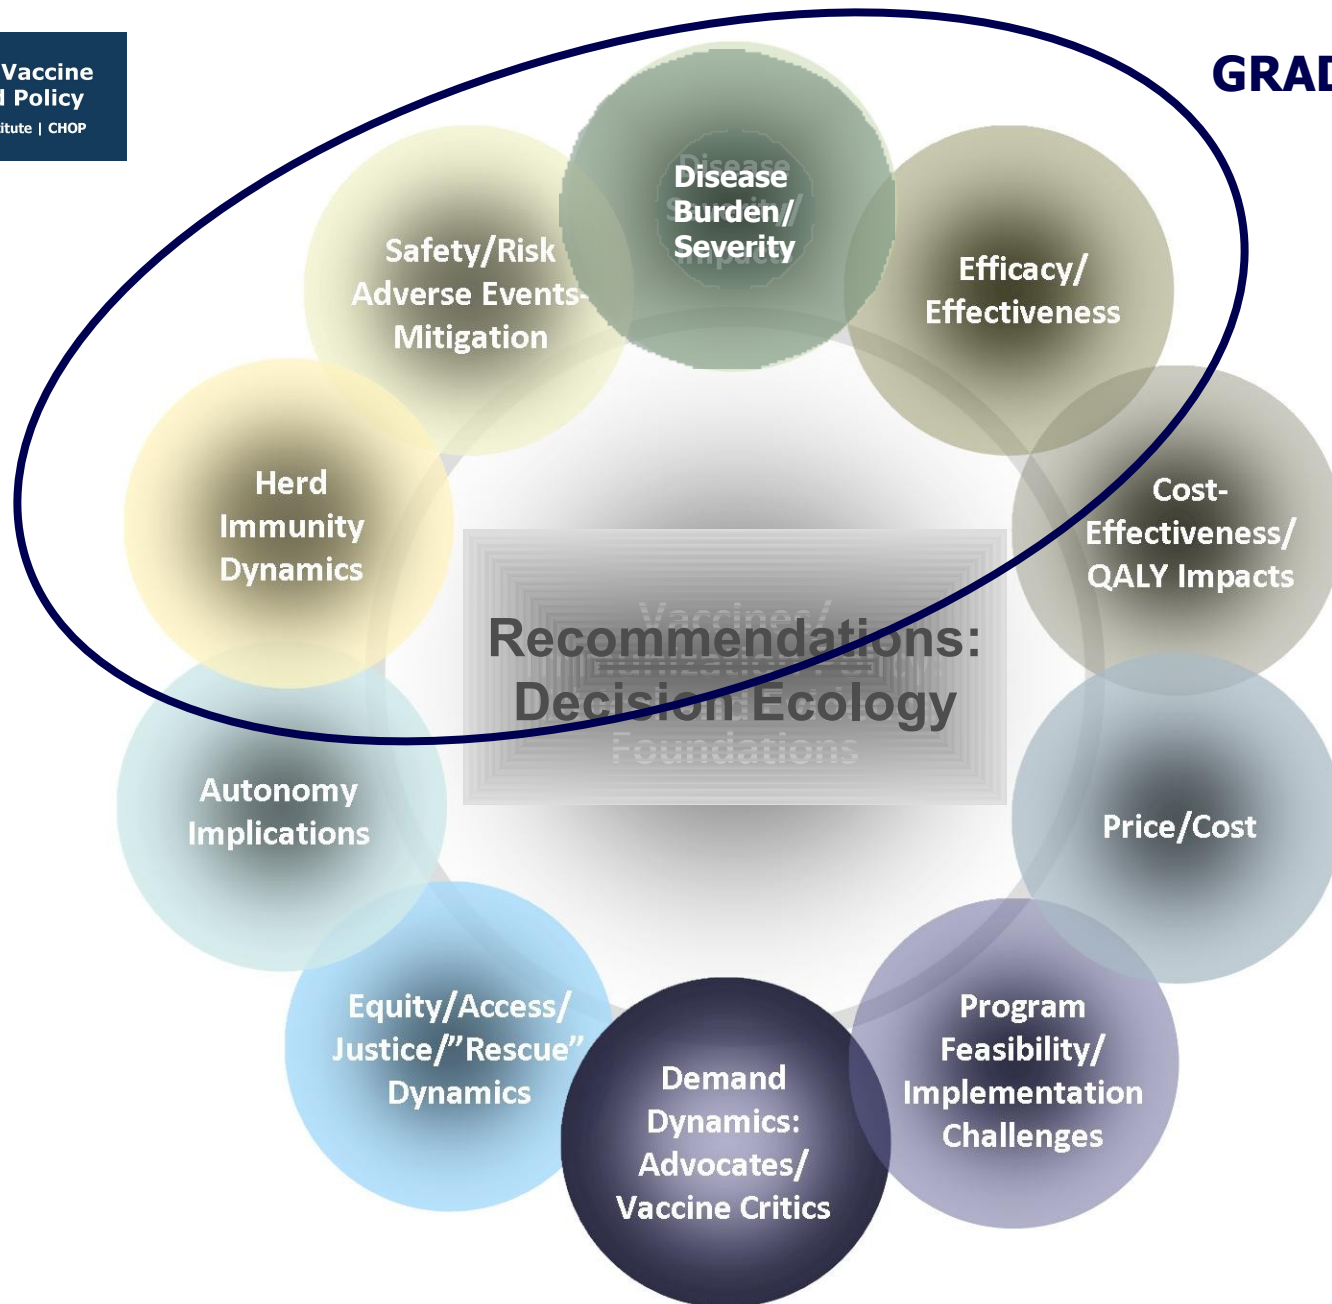 Vaccine
d Policy
titute | CHOP
GRAD
Disease
Burden/
Severity
Safety/Risk
Adverse Events-
Mitigation
Efficacy/
Effectiveness
Herd
Immunity
Dynamics
Cost-
Effectiveness/
QALY Impacts
Vaccines/
Recommendations:
Decision Ecology
Foundations
Autonomy
Implications
Price/Cost
Equity/Access/
Justice/”Rescue”
Dynamics
Program
Feasibility/
Implementation
Challenges
Demand
Dynamics:
Advocates/
Vaccine Critics